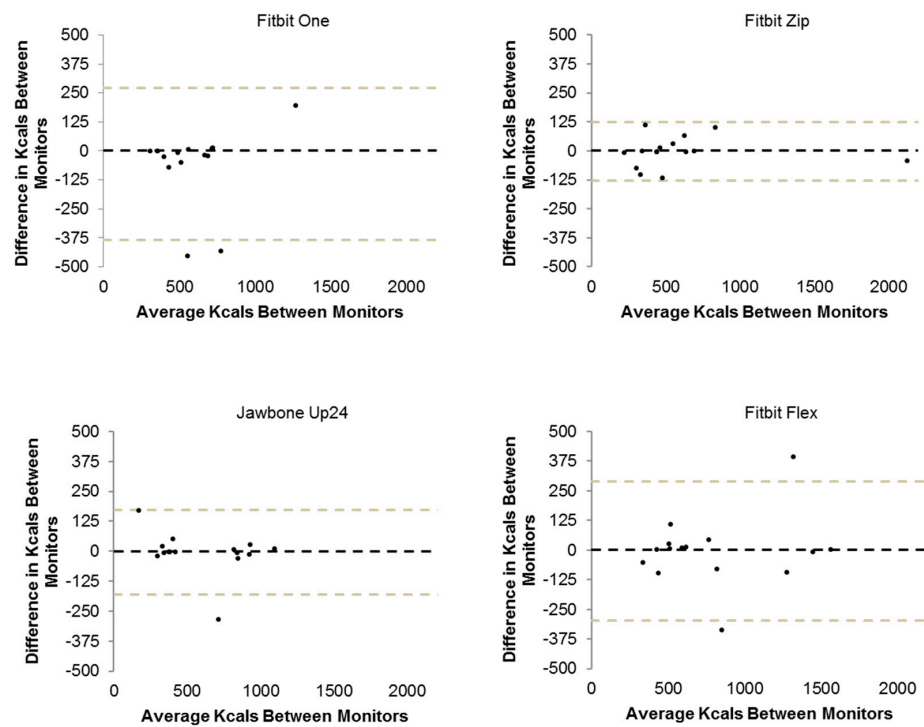 Fitbit One
Difference in Kcals Between
Monitors
500
375
250
125
0
-125
-250
-375
-500
0 500 1000 1500 2000
Average Kcals Between Monitors
Fitbit Zip
Difference in Kcals Between
Monitors
500
375
250
125
0
-125
-250
-375
-500
0 500 1000 1500 2000
Average Kcals Between Monitors
Jawbone Up24
Difference in Kcals Between
Monitors
500
375
250
125
0
-125
-250
-375
-500
0 500 1000 1500 2000
Average Kcals Between Monitors
Fitbit Flex
Difference in Kcals Between
Monitors
500
375
250
125
0
-125
-250
-375
-500
0 500 1000 1500 2000
Average Kcals Between Monitors